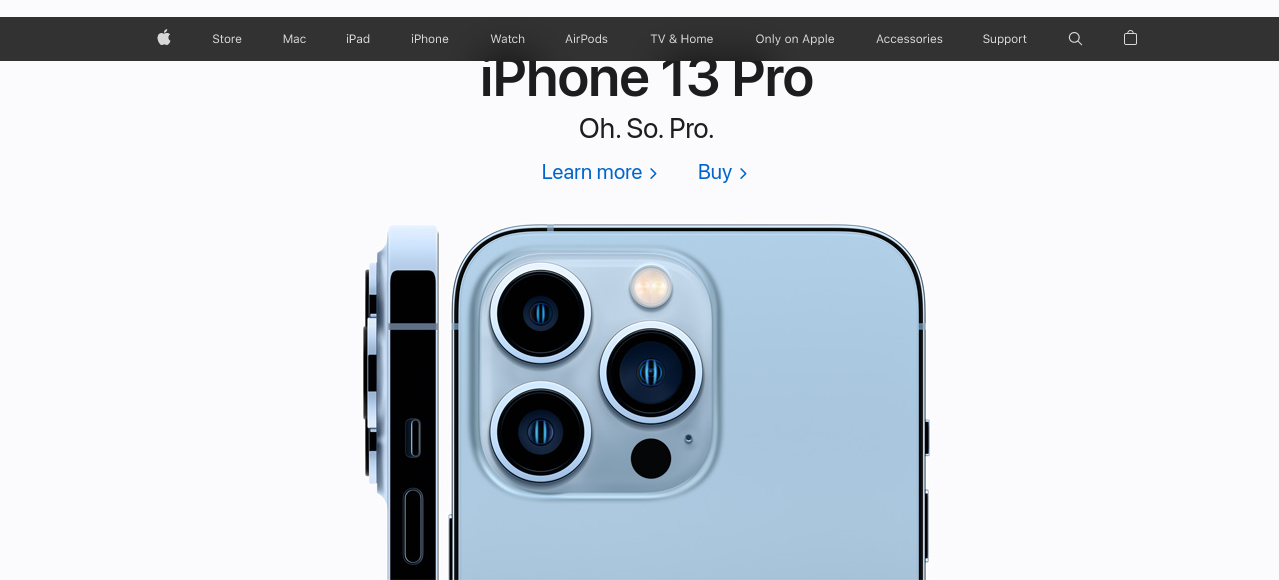 Store Mac iPad iPhone Watch AirPods TV & Home Only on Apple Accessories Support
iPhone 13 Pro
Oh. So. Pro.
Learn more > Buy >